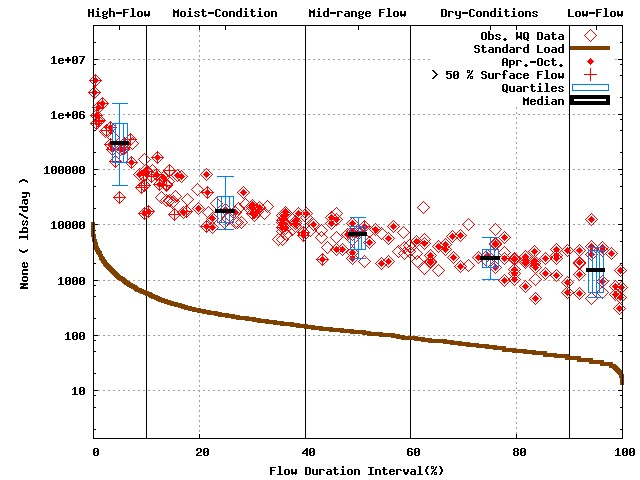 High-Flow Moist-Condition Mid-range Flow Dry-Conditions Low-Flow
Obs. WQ Data
Standard Load
Apr.-Oct.
> 50 % Surface Flow
Quartiles
Median
1e+07
1e+06
100000
10000
1000
100
10
None ( lbs/day )
0 20 40 60 80 100
Flow Duration Interval(%)